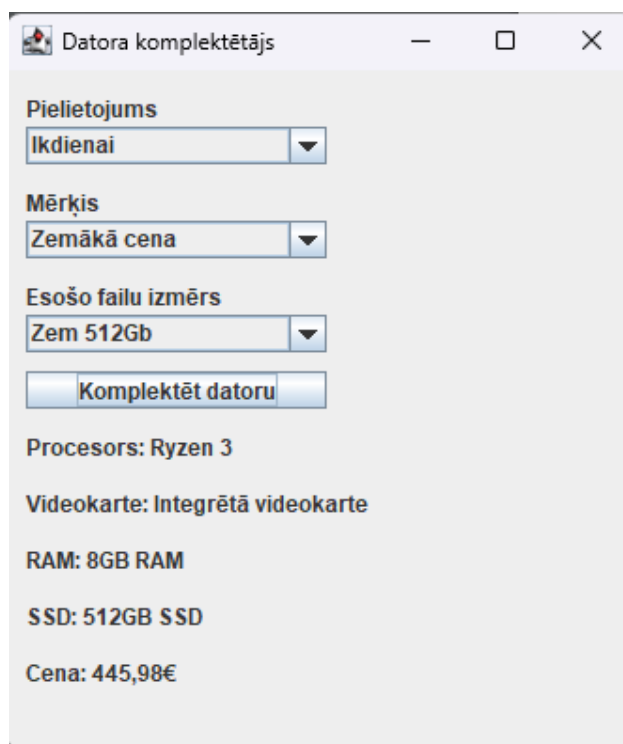 Datora komplektētājs
Pielietojums
Ikdienai
Mērķis
Zemākā cena
Esošo failu izmērs
Zem 512Gb
Komplektēt datoru
Procesors: Ryzen 3
Videokarte: Integrētā videokarte
RAM: 8GB RAM
SSD: 512GB SSD
Cena: 445,98€